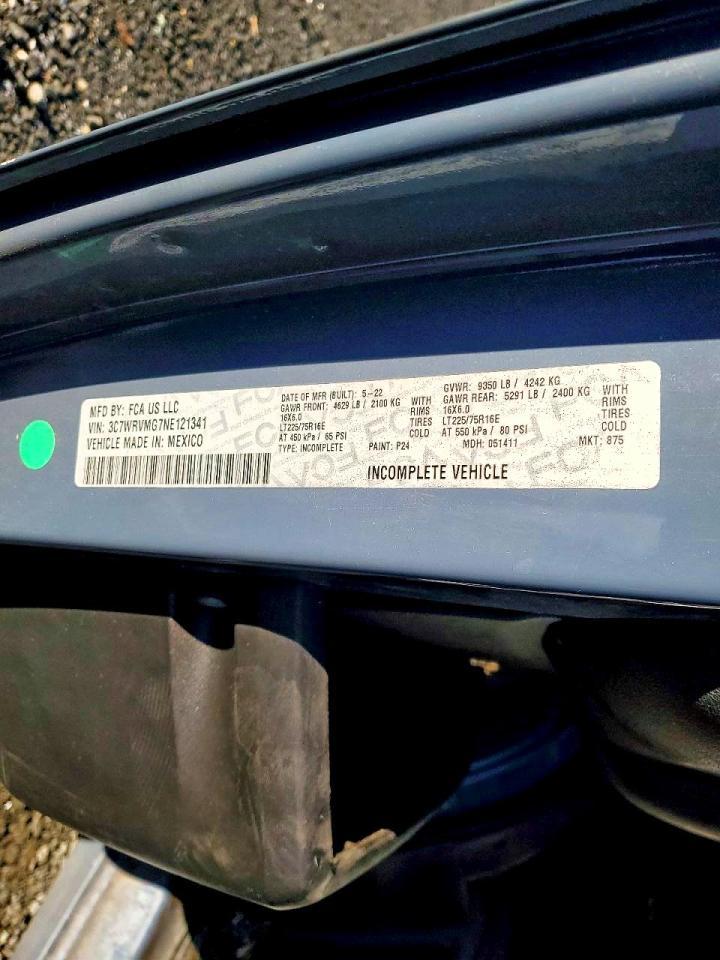 MFD BY: FCA US LLC
VIN: 3C7WRVMG7NE121341
VEHICLE MADE IN: MEXICO
DATE OF MFR (BUILT): 5-22
GAWR FRONT: 4629 LB / 2100 KG WITH
16X6.0 RIMS
LT225/75R16E TIRES
AT 450 kPa / 65 PSI COLD
TYPE: INCOMPLETE PAINT: P24
GVWR: 9350 LB / 4242 KG
GAWR REAR: 5291 LB / 2400 KG WITH
16X6.0 RIMS
LT225/75R16E TIRES
AT 550 kPa / 80 PSI COLD
MDH: 051411 MKT: 875
INCOMPLETE VEHICLE